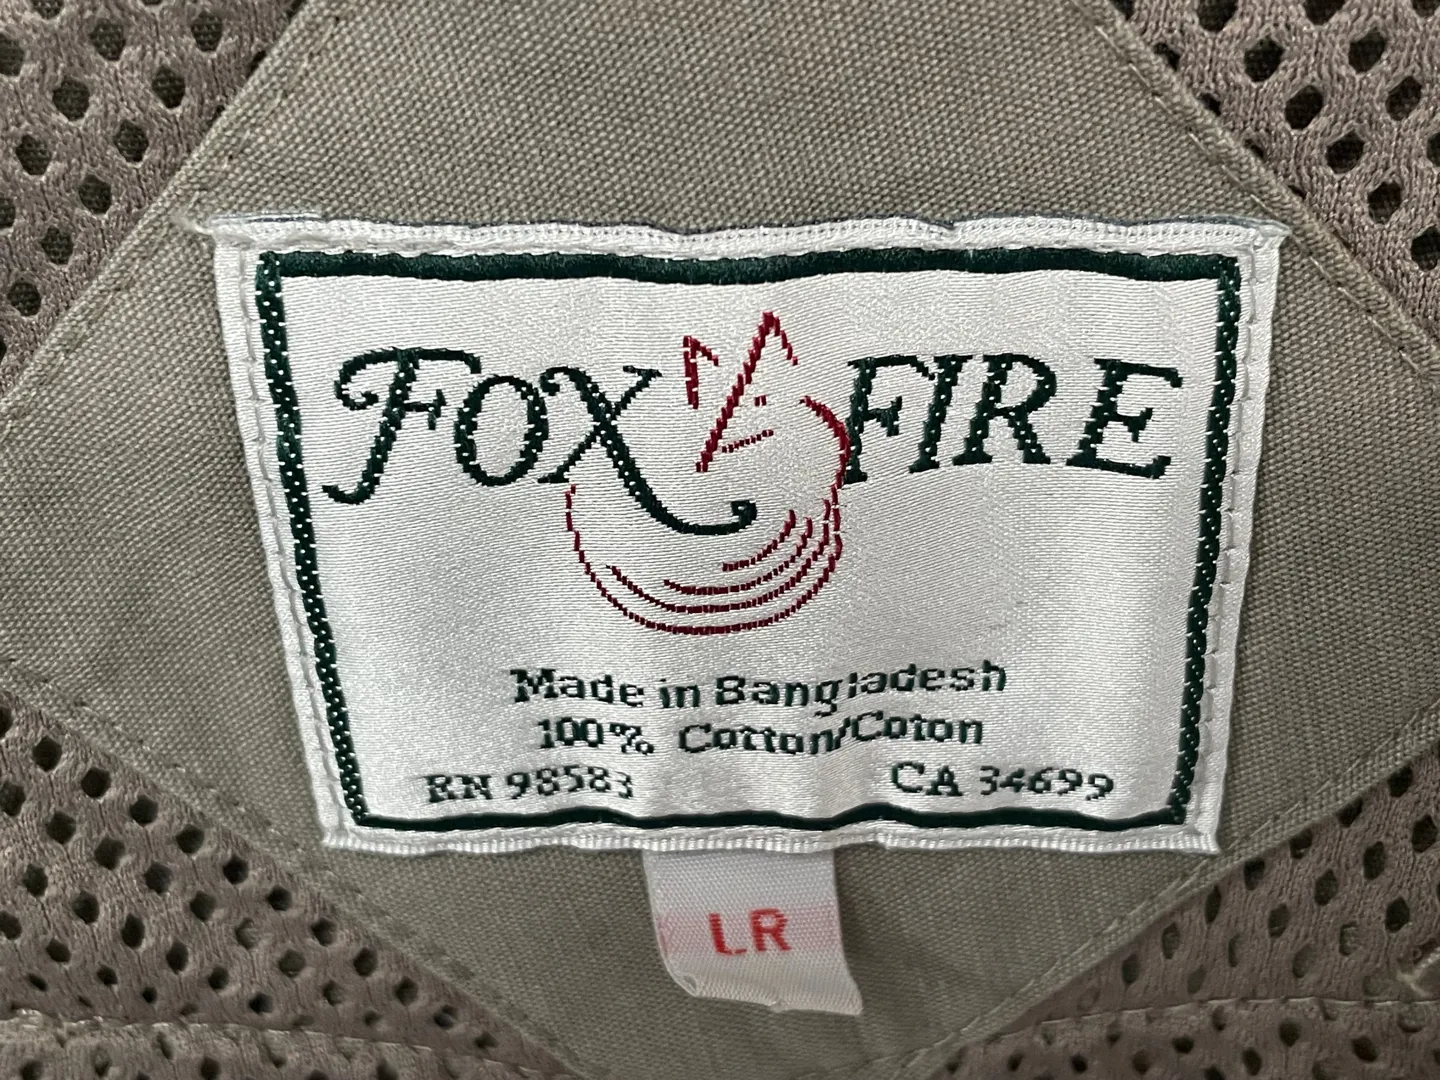 FOX FIRE
Made in Bangladesh
100% Cotton/Coton
RN 98583 CA 34699
LR